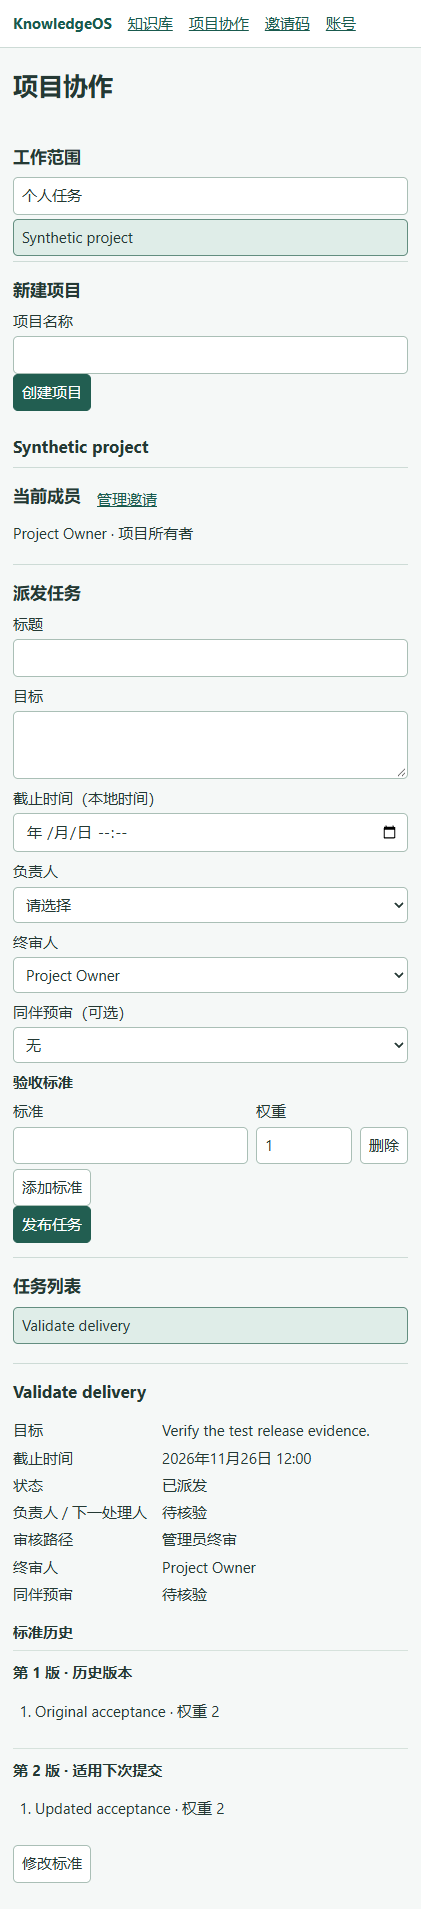 KnowledgeOS 知识库 项目协作 邀请码 账号
项目协作
工作范围
个人任务
Synthetic project
新建项目
项目名称
创建项目
Synthetic project
当前成员 管理邀请
Project Owner · 项目所有者
派发任务
标题
目标
截止时间（本地时间）
年 /月/日 --:--
负责人
请选择
终审人
Project Owner
同伴预审（可选）
无
验收标准
标准 权重
1 删除
添加标准
发布任务
任务列表
Validate delivery
Validate delivery
目标 Verify the test release evidence.
截止时间 2026年11月26日 12:00
状态 已派发
负责人 / 下一处理人 待核验
审核路径 管理员终审
终审人 Project Owner
同伴预审 待核验
标准历史
第 1 版 · 历史版本
1. Original acceptance · 权重 2
第 2 版 · 适用下次提交
1. Updated acceptance · 权重 2
修改标准